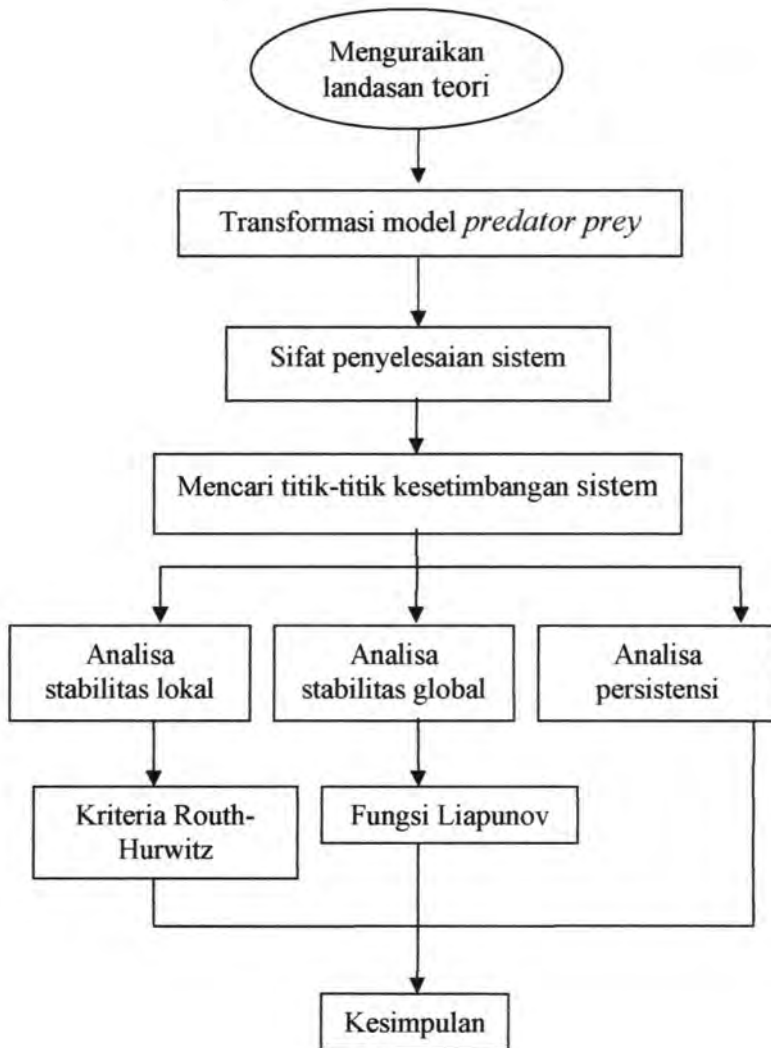 Menguraikan
landasan teori
Transformasi model predator prey
Sifat penyelesaian sistem
Mencari titik-titik kesetimbangan sistem
Analisa
stabilitas lokal
Analisa
stabilitas global
Analisa
persistensi
Kriteria Routh-
Hurwitz
Fungsi Liapunov
Kesimpulan